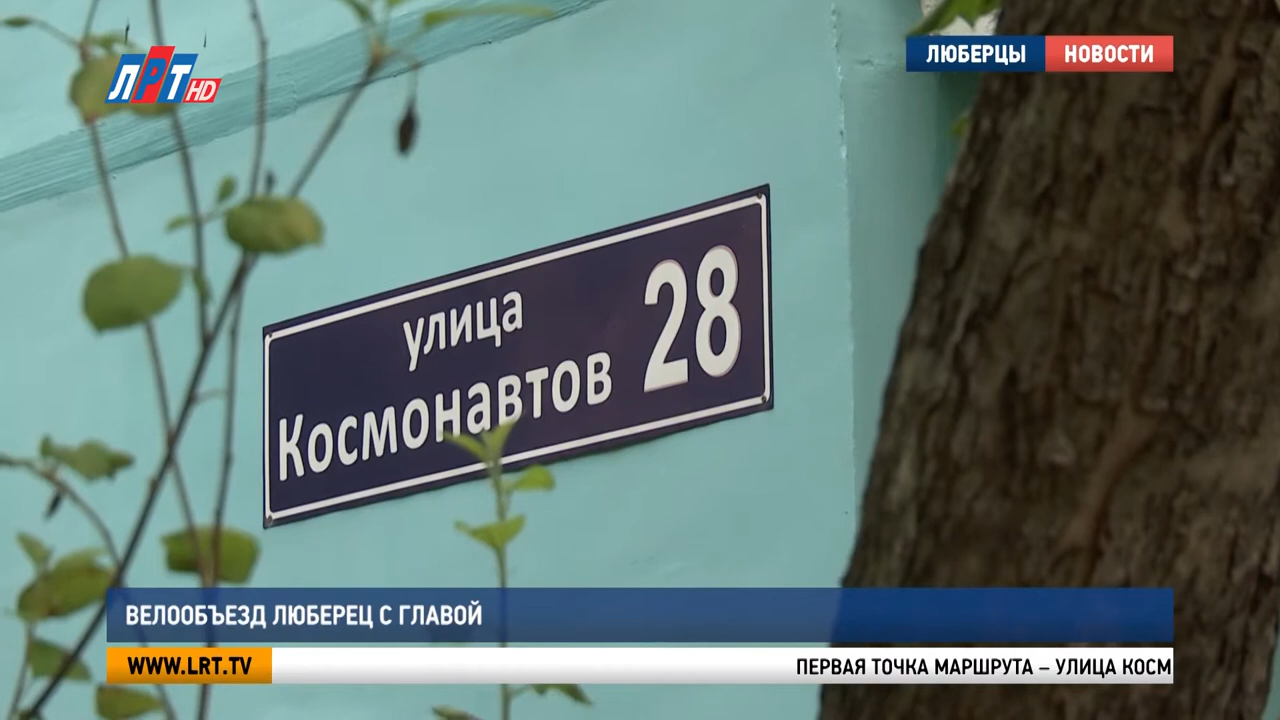 ЛРТ HD
ЛЮБЕРЦЫ НОВОСТИ
улица
Космонавтов 28
ВЕЛООБЪЕЗД ЛЮБЕРЕЦ С ГЛАВОЙ
WWW.LRT.TV ПЕРВАЯ ТОЧКА МАРШРУТА – УЛИЦА КОСМ